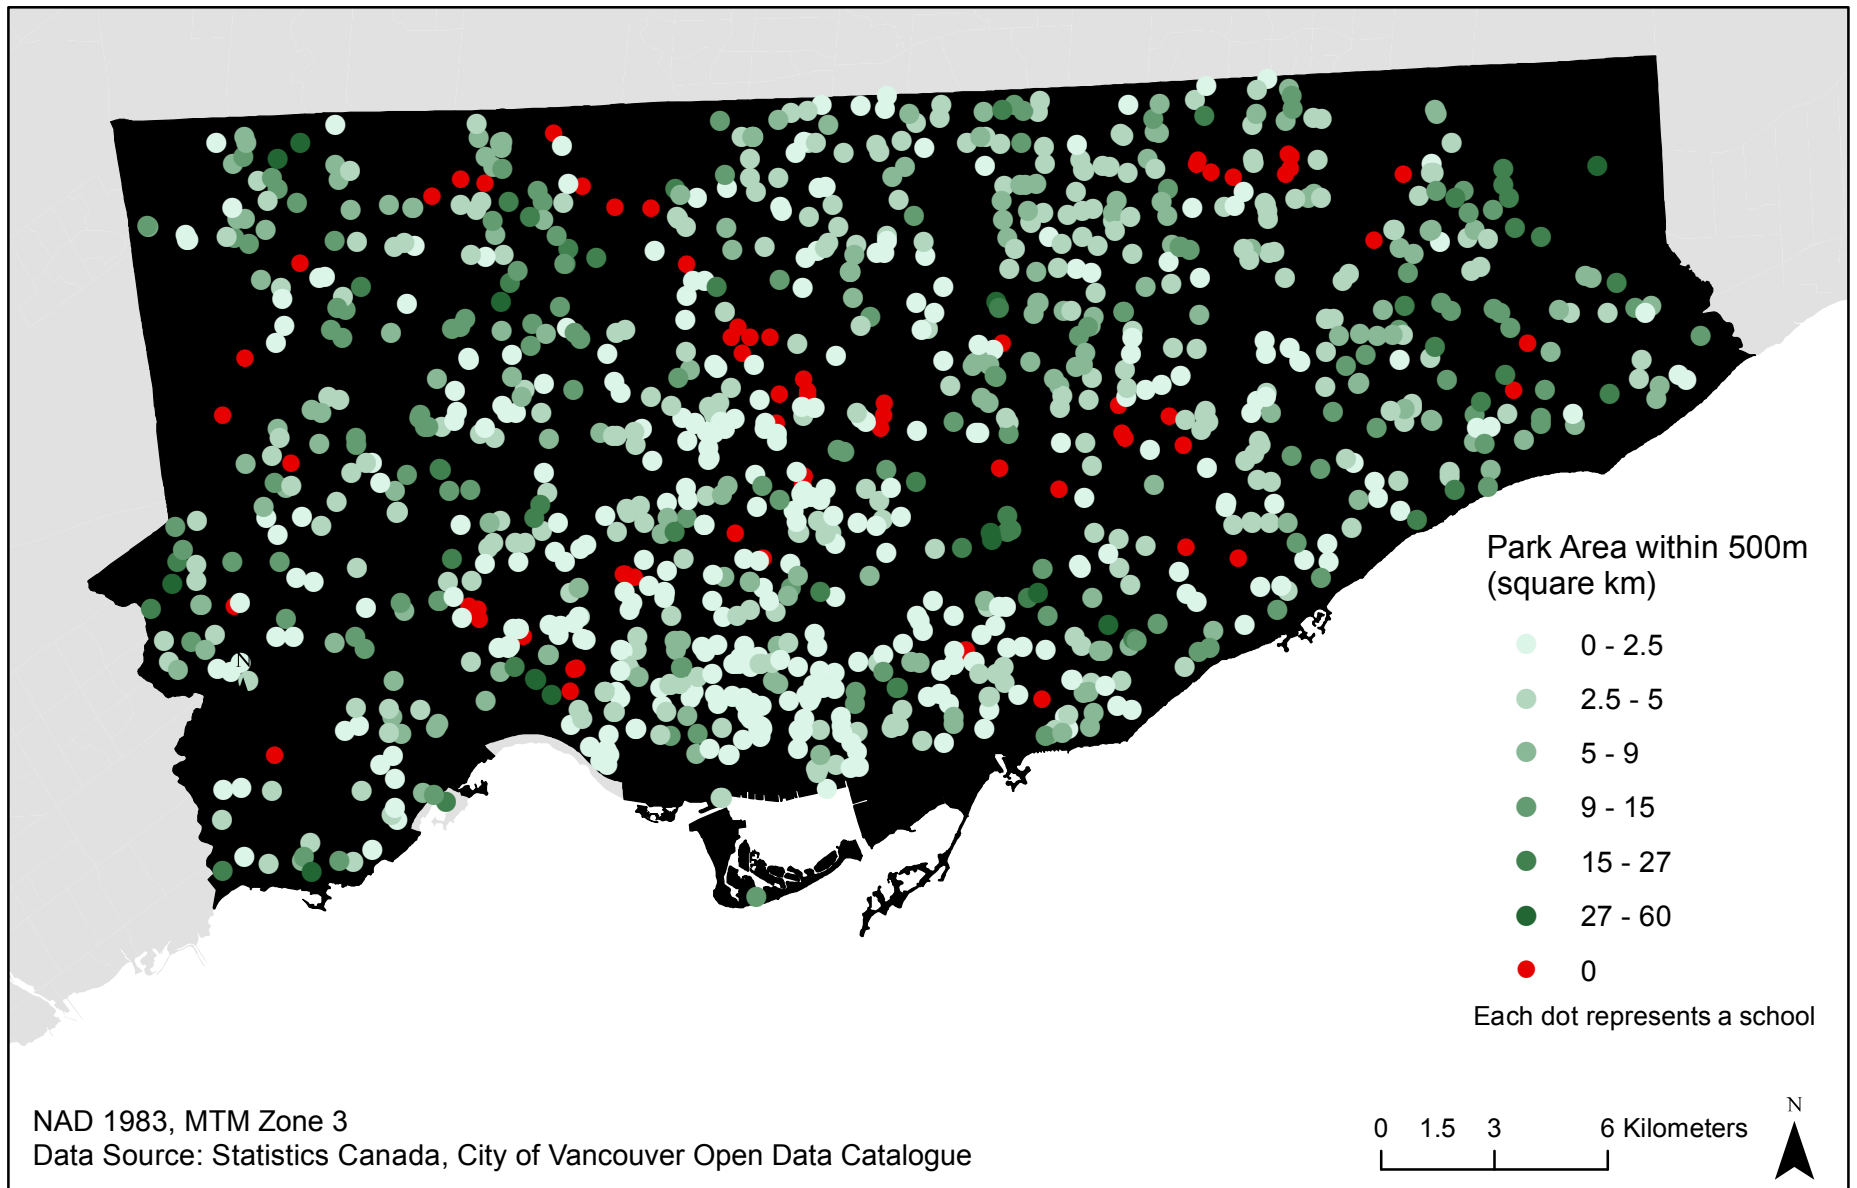 N
Park Area within 500m
(square km)
0 - 2.5
2.5 - 5
5 - 9
9 - 15
15 - 27
27 - 60
0
Each dot represents a school
NAD 1983, MTM Zone 3
Data Source: Statistics Canada, City of Vancouver Open Data Catalogue
0 1.5 3 6 Kilometers
N